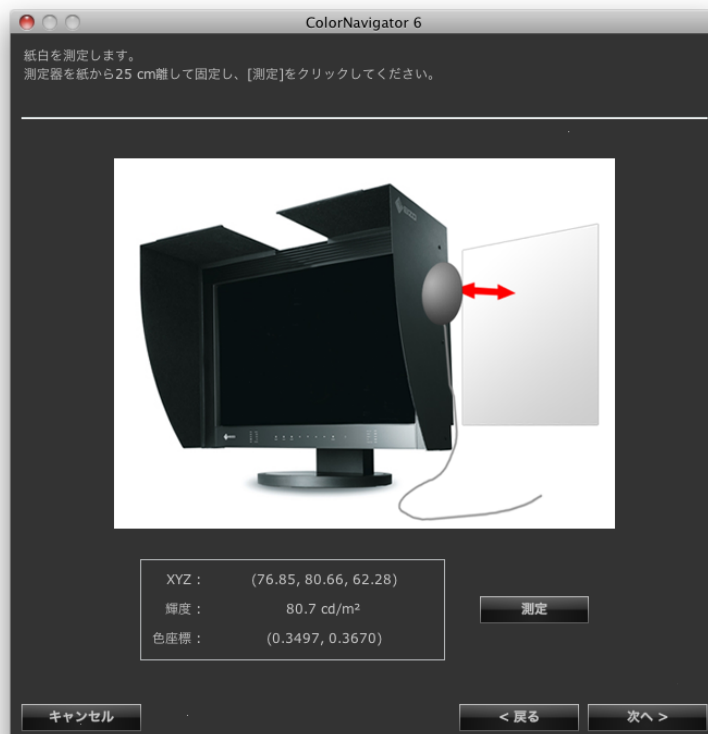 ColorNavigator 6
紙白を測定します。
測定器を紙から25 cm離して固定し、[測定]をクリックしてください。
XYZ : (76.85, 80.66, 62.28)
輝度 : 80.7 cd/m²
測定
色座標 : (0.3497, 0.3670)
キャンセル
< 戻る
次へ >